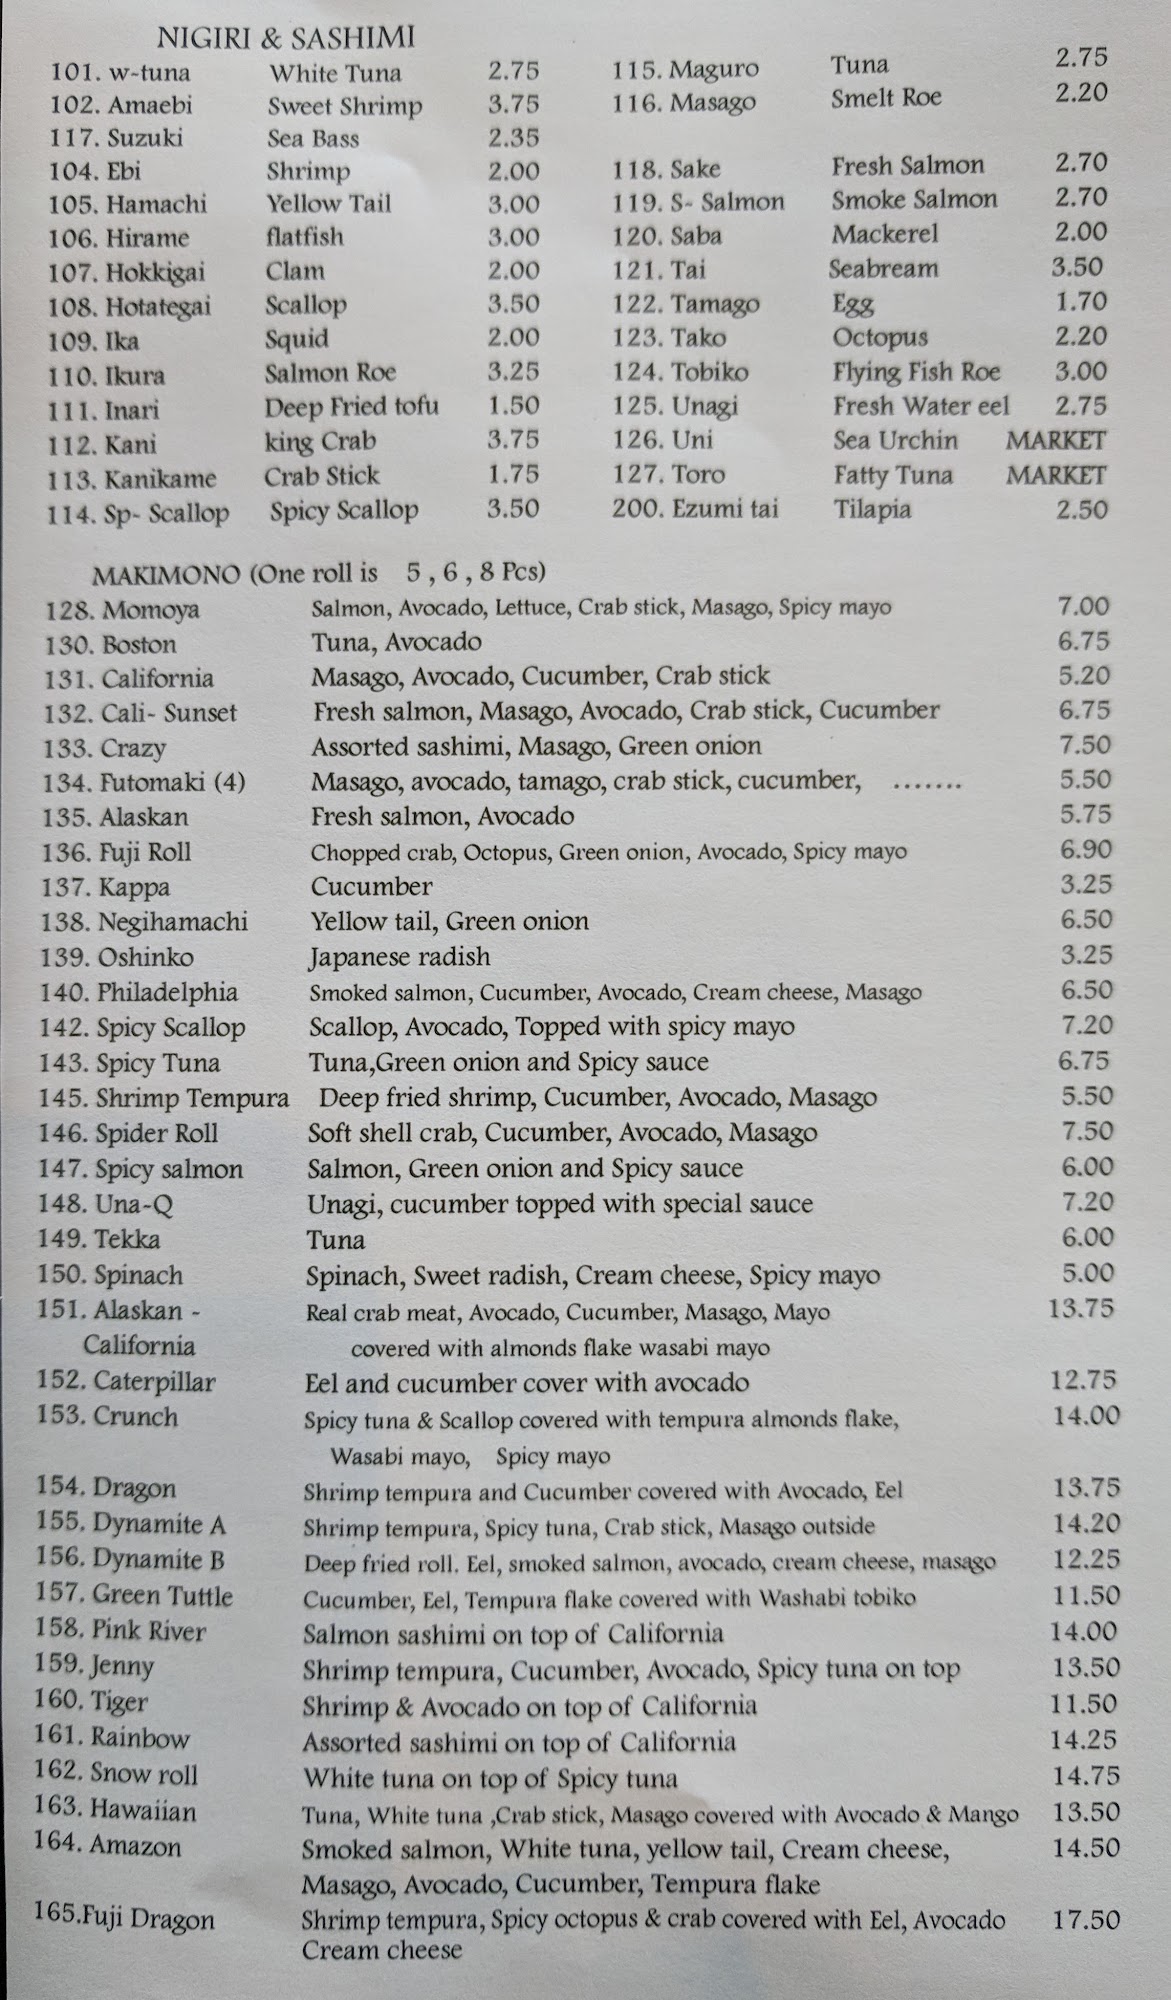 NIGIRI & SASHIMI
101. w-tuna White Tuna 2.75 115. Maguro Tuna 2.75
102. Amaebi Sweet Shrimp 3.75 116. Masago Smelt Roe 2.20
117. Suzuki Sea Bass 2.35
104. Ebi Shrimp 2.00 118. Sake Fresh Salmon 2.70
105. Hamachi Yellow Tail 3.00 119. S- Salmon Smoke Salmon 2.70
106. Hirame flatfish 3.00 120. Saba Mackerel 2.00
107. Hokkigai Clam 2.00 121. Tai Seabream 3.50
108. Hotategai Scallop 3.50 122. Tamago Egg 1.70
109. Ika Squid 2.00 123. Tako Octopus 2.20
110. Ikura Salmon Roe 3.25 124. Tobiko Flying Fish Roe 3.00
111. Inari Deep Fried tofu 1.50 125. Unagi Fresh Water eel 2.75
112. Kani king Crab 3.75 126. Uni Sea Urchin MARKET
113. Kanikame Crab Stick 1.75 127. Toro Fatty Tuna MARKET
114. Sp- Scallop Spicy Scallop 3.50 200. Ezumi tai Tilapia 2.50
MAKIMONO (One roll is 5 , 6 , 8 Pcs)
128. Momoya Salmon, Avocado, Lettuce, Crab stick, Masago, Spicy mayo 7.00
130. Boston Tuna, Avocado 6.75
131. California Masago, Avocado, Cucumber, Crab stick 5.20
132. Cali- Sunset Fresh salmon, Masago, Avocado, Crab stick, Cucumber 6.75
133. Crazy Assorted sashimi, Masago, Green onion 7.50
134. Futomaki (4) Masago, avocado, tamago, crab stick, cucumber, ....... 5.50
135. Alaskan Fresh salmon, Avocado 5.75
136. Fuji Roll Chopped crab, Octopus, Green onion, Avocado, Spicy mayo 6.90
137. Kappa Cucumber 3.25
138. Negihamachi Yellow tail, Green onion 6.50
139. Oshinko Japanese radish 3.25
140. Philadelphia Smoked salmon, Cucumber, Avocado, Cream cheese, Masago 6.50
142. Spicy Scallop Scallop, Avocado, Topped with spicy mayo 7.20
143. Spicy Tuna Tuna,Green onion and Spicy sauce 6.75
145. Shrimp Tempura Deep fried shrimp, Cucumber, Avocado, Masago 5.50
146. Spider Roll Soft shell crab, Cucumber, Avocado, Masago 7.50
147. Spicy salmon Salmon, Green onion and Spicy sauce 6.00
148. Una-Q Unagi, cucumber topped with special sauce 7.20
149. Tekka Tuna 6.00
150. Spinach Spinach, Sweet radish, Cream cheese, Spicy mayo 5.00
151. Alaskan - Real crab meat, Avocado, Cucumber, Masago, Mayo 13.75
California covered with almonds flake wasabi mayo
152. Caterpillar Eel and cucumber cover with avocado 12.75
153. Crunch Spicy tuna & Scallop covered with tempura almonds flake, 14.00
Wasabi mayo, Spicy mayo
154. Dragon Shrimp tempura and Cucumber covered with Avocado, Eel 13.75
155. Dynamite A Shrimp tempura, Spicy tuna, Crab stick, Masago outside 14.20
156. Dynamite B Deep fried roll. Eel, smoked salmon, avocado, cream cheese, masago 12.25
157. Green Tuttle Cucumber, Eel, Tempura flake covered with Washabi tobiko 11.50
158. Pink River Salmon sashimi on top of California 14.00
159. Jenny Shrimp tempura, Cucumber, Avocado, Spicy tuna on top 13.50
160. Tiger Shrimp & Avocado on top of California 11.50
161. Rainbow Assorted sashimi on top of California 14.25
162. Snow roll White tuna on top of Spicy tuna 14.75
163. Hawaiian Tuna, White tuna ,Crab stick, Masago covered with Avocado & Mango 13.50
164. Amazon Smoked salmon, White tuna, yellow tail, Cream cheese, 14.50
Masago, Avocado, Cucumber, Tempura flake
165.Fuji Dragon Shrimp tempura, Spicy octopus & crab covered with Eel, Avocado 17.50
Cream cheese